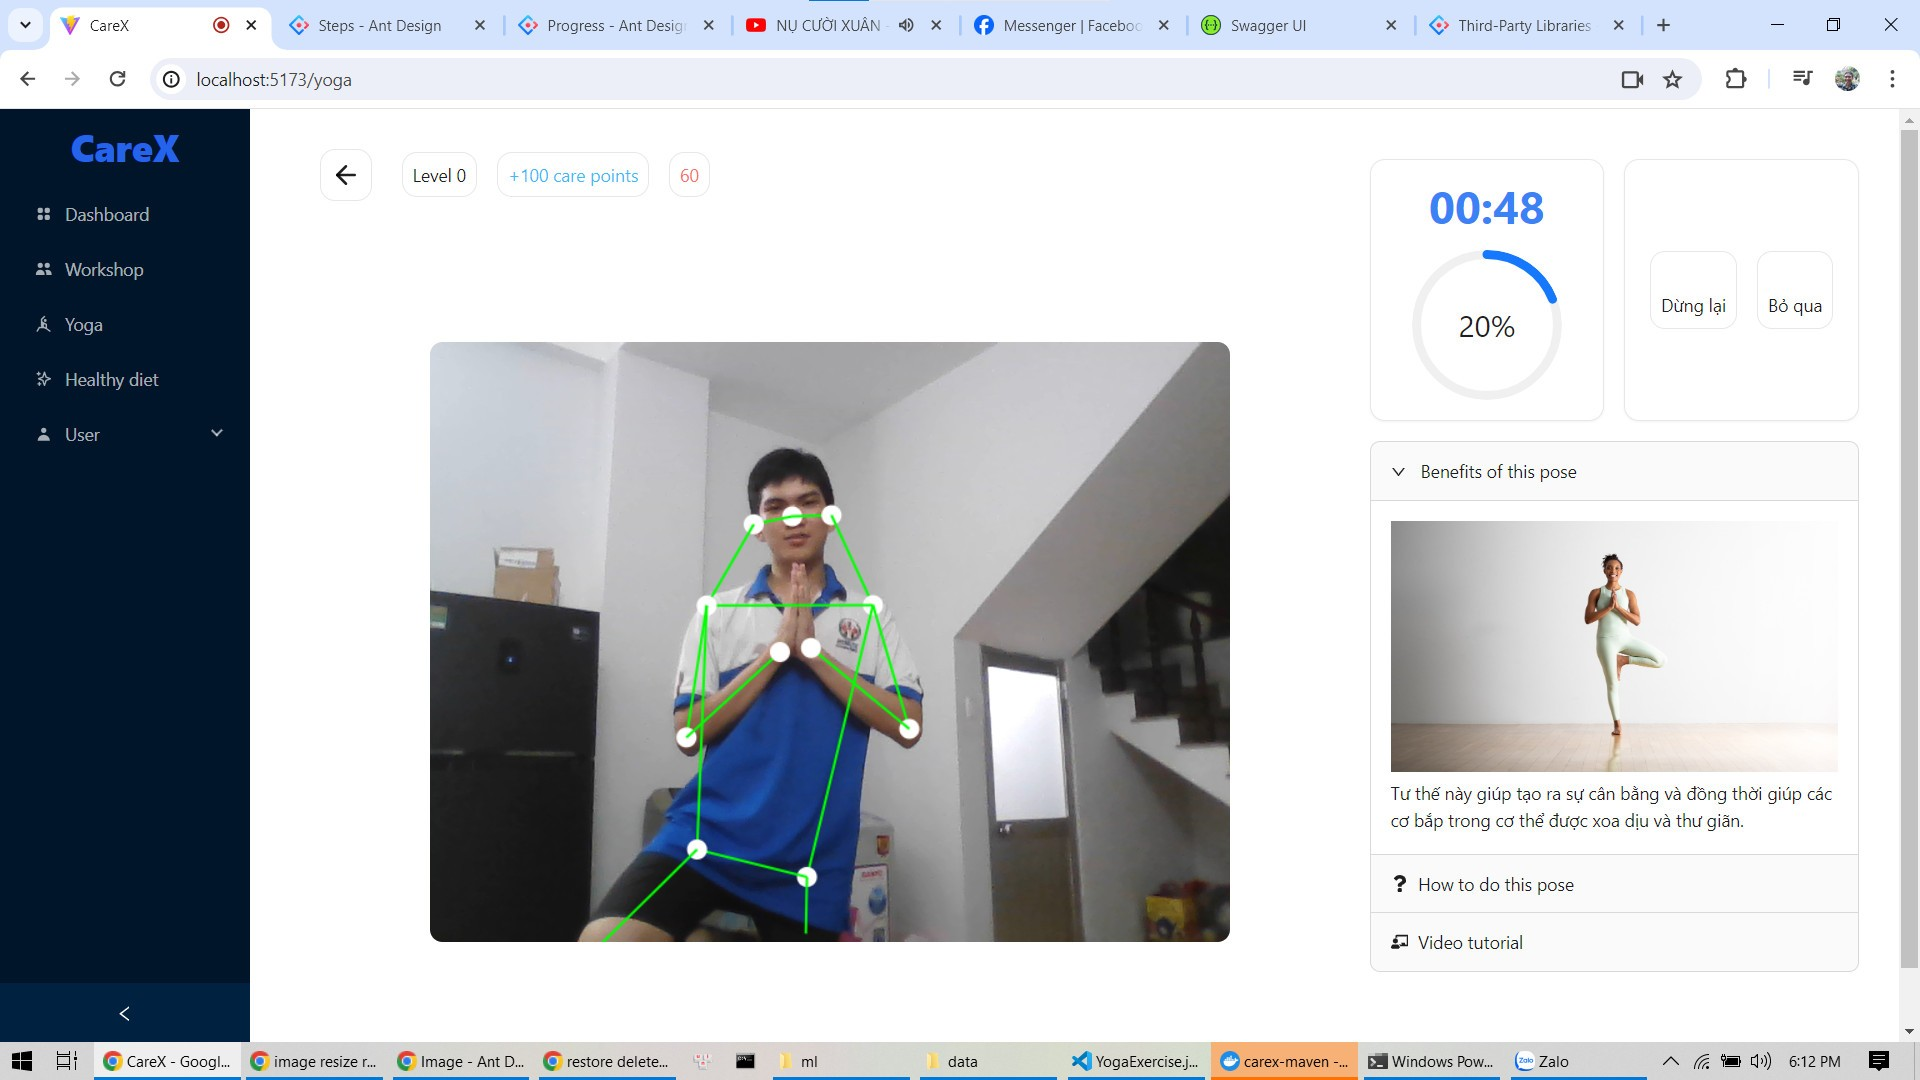 CareX
Steps - Ant Design
Progress - Ant Desig
NỤ CƯỜI XUÂN -
Messenger | Faceboo
Swagger UI
Third-Party Libraries
localhost:5173/yoga
CareX
Dashboard
Workshop
Yoga
Healthy diet
User
Level 0
+100 care points
60
00:48
20%
Dừng lại
Bỏ qua
Benefits of this pose
Tư thế này giúp tạo ra sự cân bằng và đồng thời giúp các
cơ bắp trong cơ thể được xoa dịu và thư giãn.
How to do this pose
Video tutorial
CareX - Googl...
image resize r...
Image - Ant D...
restore delete...
ml
data
YogaExercise.j...
carex-maven -...
Windows Pow...
Zalo
Zalo
6:12 PM